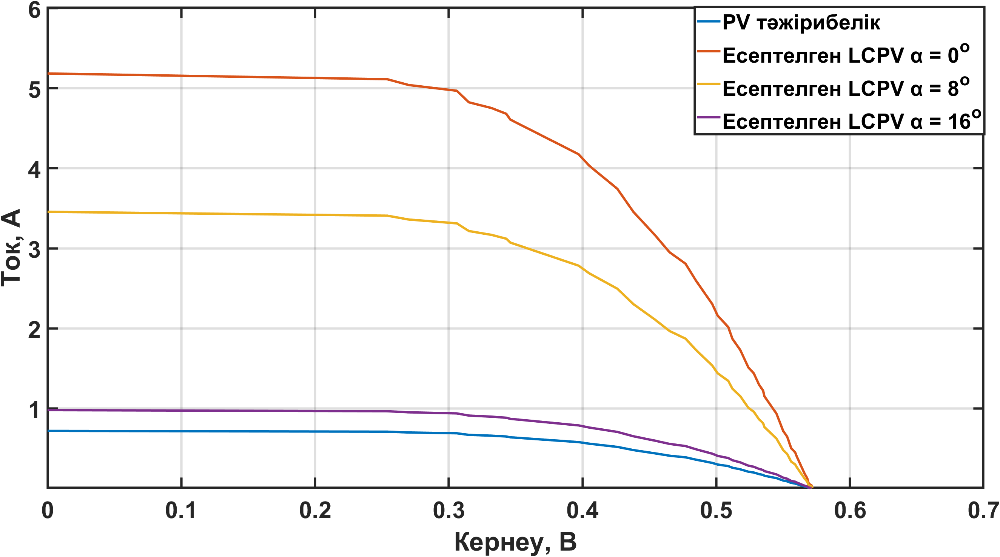 PV тәжірибелік
Есептелген LCPV α = 0°
Есептелген LCPV α = 8°
Есептелген LCPV α = 16°
6
5
4
3
2
1
Ток, А
0 0.1 0.2 0.3 0.4 0.5 0.6 0.7
Кернеу, В